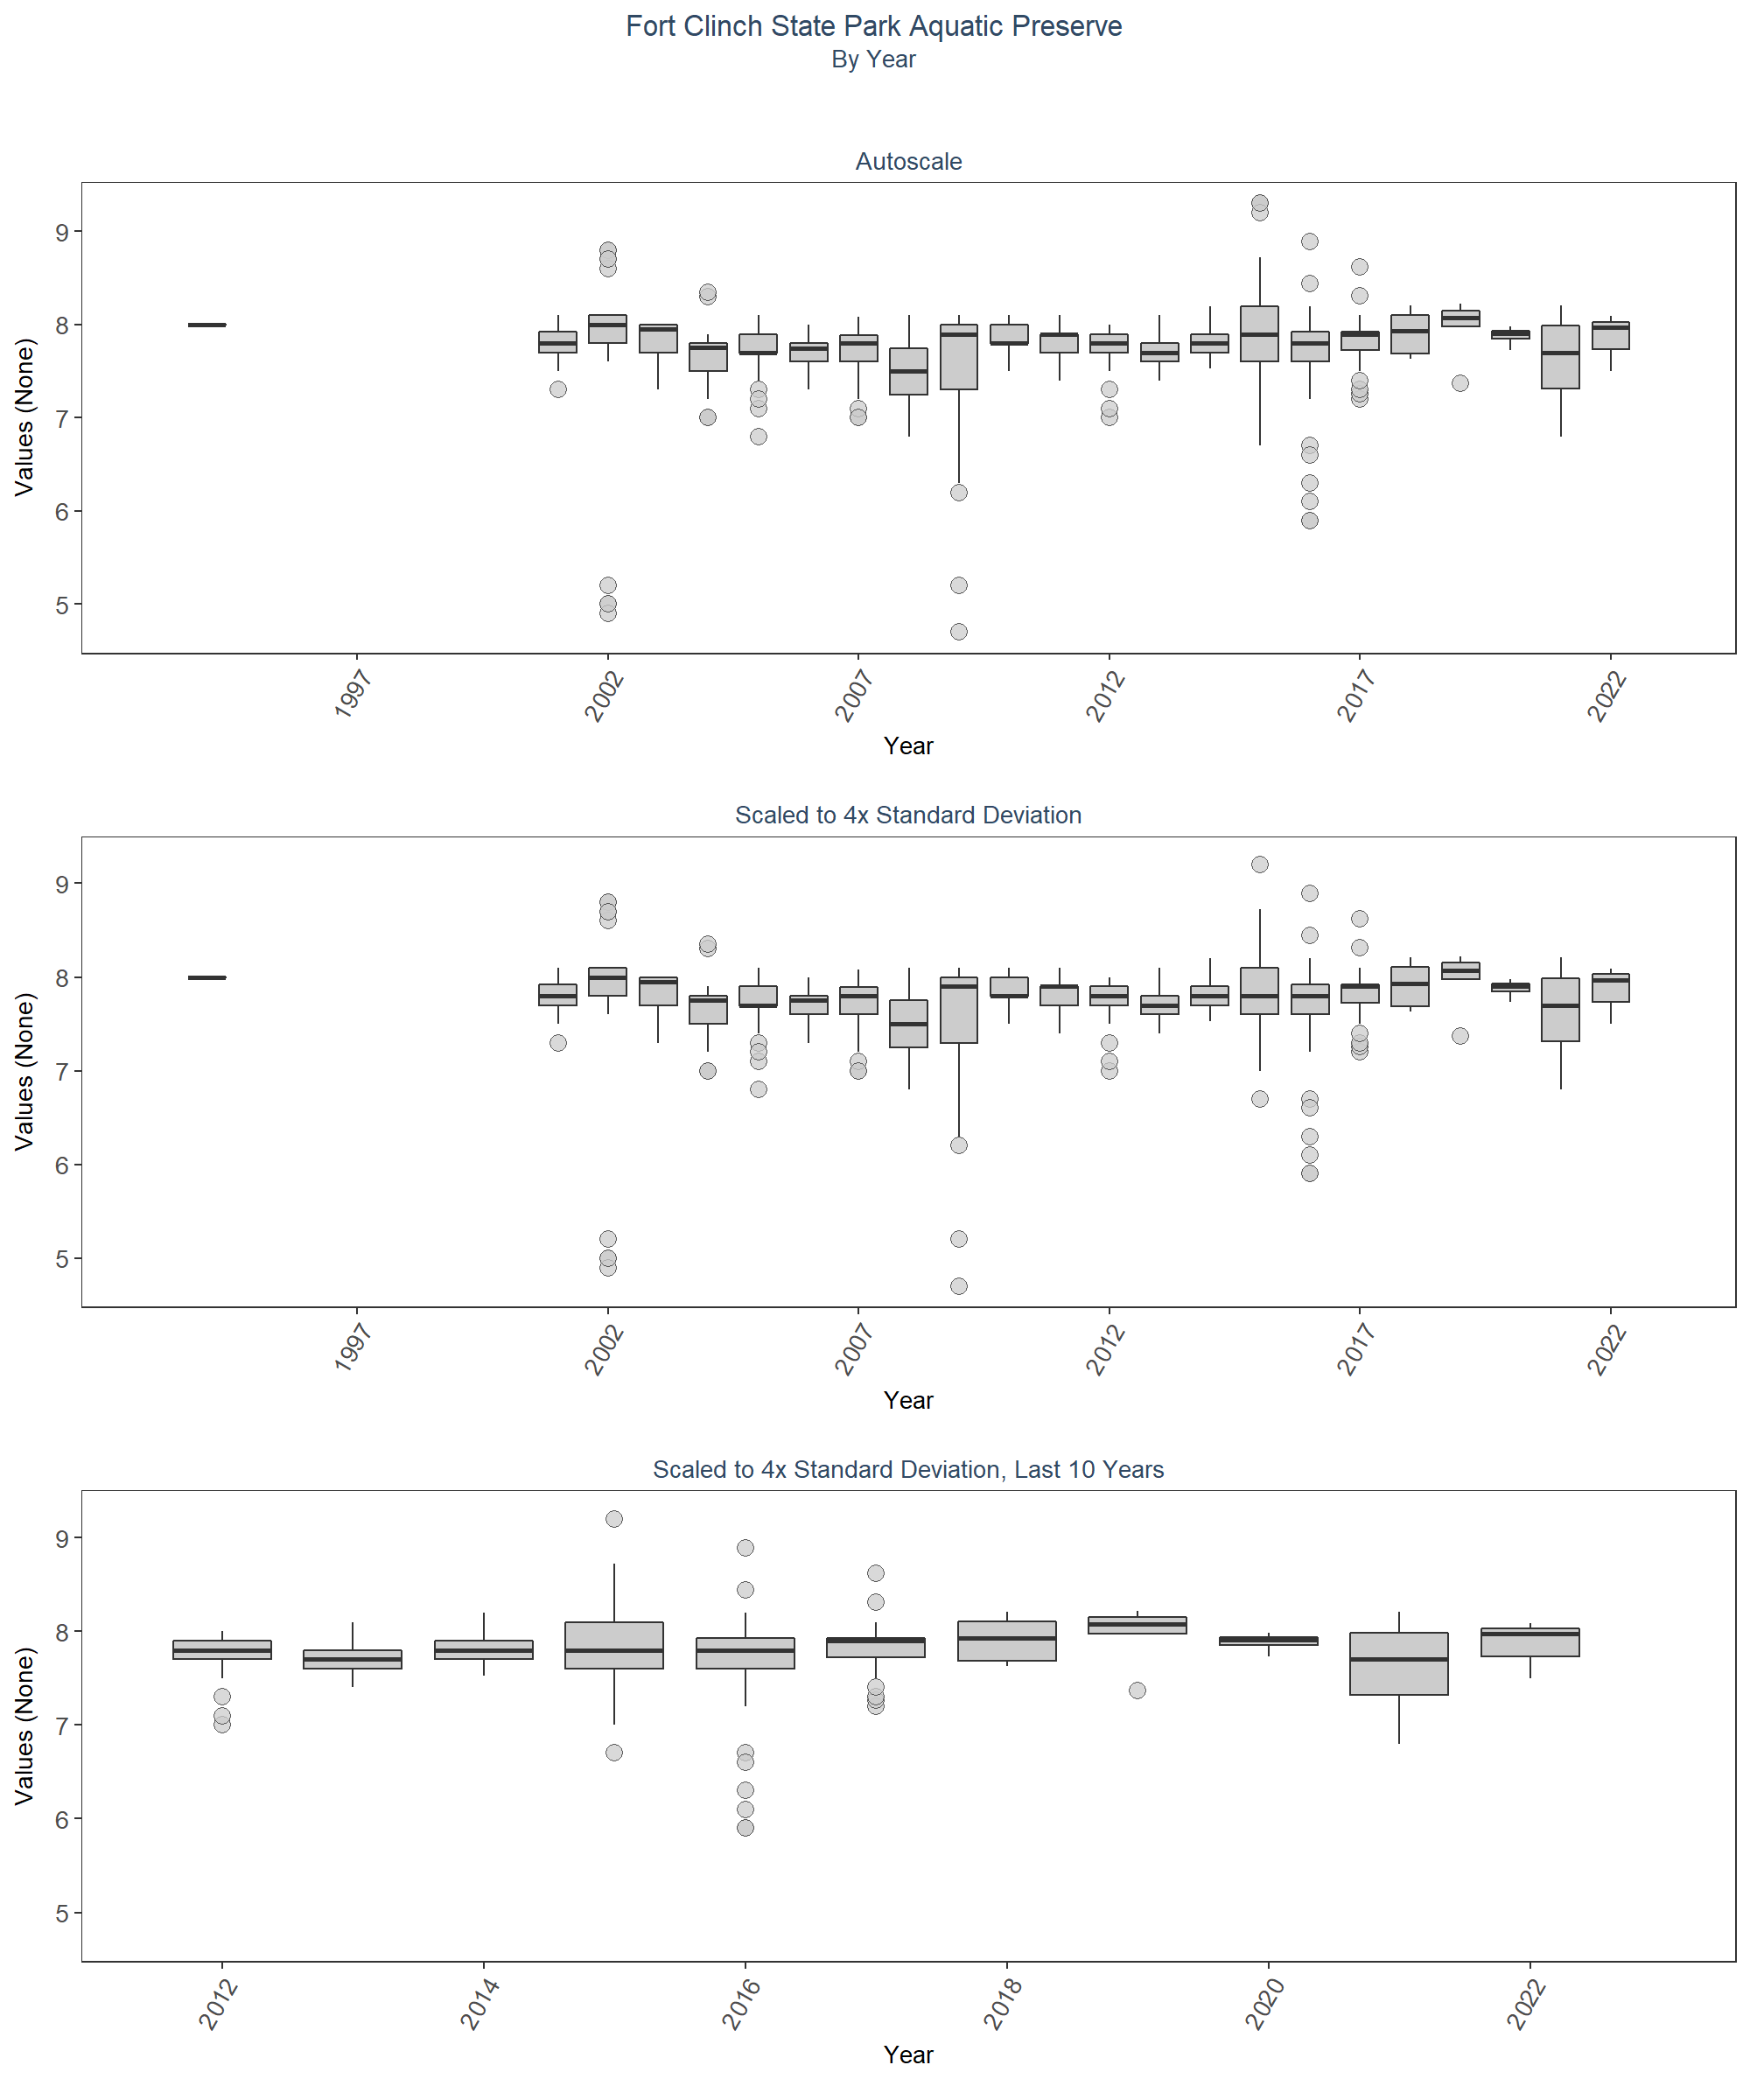 Fort Clinch State Park Aquatic Preserve
By Year
Autoscale
Values (None)
9
8
7
6
5
1997 2002 2007 2012 2017 2022
Year
Scaled to 4x Standard Deviation
Values (None)
9
8
7
6
5
1997 2002 2007 2012 2017 2022
Year
Scaled to 4x Standard Deviation, Last 10 Years
Values (None)
9
8
7
6
5
2012 2014 2016 2018 2020 2022
Year